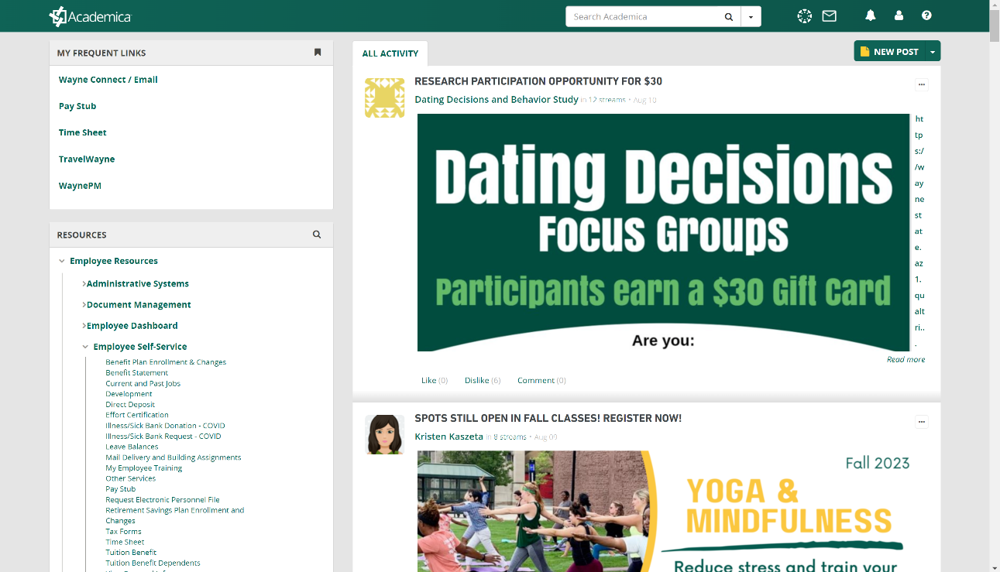 Academica
Search Academica
MY FREQUENT LINKS
Wayne Connect / Email
Pay Stub
Time Sheet
TravelWayne
WaynePM
RESOURCES
Employee Resources
Administrative Systems
Document Management
Employee Dashboard
Employee Self-Service
Benefit Plan Enrollment & Changes
Benefit Statement
Current and Past Jobs
Development
Direct Deposit
Effort Certification
Illness/Sick Bank Donation - COVID
Illness/Sick Bank Request - COVID
Leave Balances
Mail Delivery and Building Assignments
My Employee Training
Other Services
Pay Stub
Request Electronic Personnel File
Retirement Savings Plan Enrollment and
Changes
Tax Forms
Time Sheet
Tuition Benefit
Tuition Benefit Dependents
ALL ACTIVITY
NEW POST
RESEARCH PARTICIPATION OPPORTUNITY FOR $30
Dating Decisions and Behavior Study in 12 streams • Aug 10
Dating Decisions
Focus Groups
Participants earn a $30 Gift Card
Are you:
ht
tp
s:/
/w
ay
ne
st
at
e.
az
1.
qu
alt
ri..
.
Read more
Like (0) Dislike (6) Comment (0)
SPOTS STILL OPEN IN FALL CLASSES! REGISTER NOW!
Kristen Kaszeta in 8 streams • Aug 09
Fall 2023
YOGA &
MINDFULNESS
Reduce stress and train your